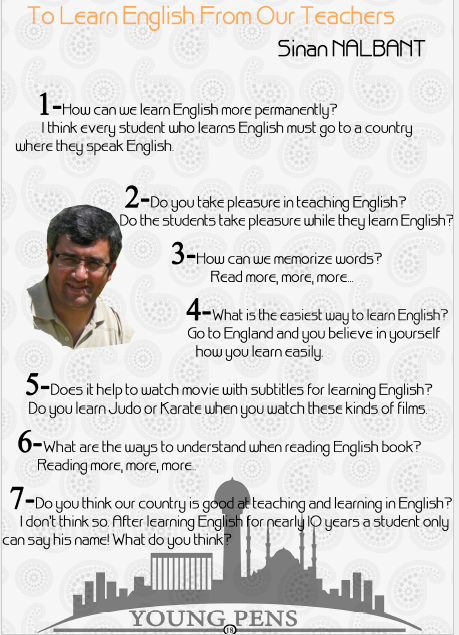 To Learn English From Our Teachers
Sinan NALBANT
1-How can we learn English more permanently?
I think every student who learns English must go to a country
where they speak English.
2-Do you take pleasure in teaching English?
Do the students take pleasure while they learn English?
3-How can we memorize words?
Read more, more, more...
4-What is the easiest way to learn English?
Go to England and you believe in yourself
how you learn easily.
5-Does it help to watch movie with subtitles for learning English?
Do you learn Judo or Karate when you watch these kinds of films.
6-What are the ways to understand when reading English book?
Reading more, more, more..
7-Do you think our country is good at teaching and learning in English?
I don't think so. After learning English for nearly 10 years a student only
can say his name! What do you think?
YOUNG PENS
18